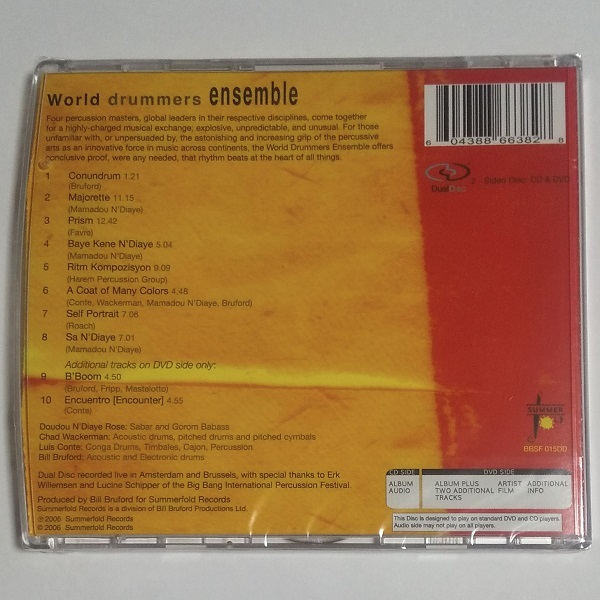 World drummers ensemble
Four percussion masters, global leaders in their respective disciplines, come together
for a highly-charged musical exchange; explosive, unpredictable, and unusual. For those
unfamiliar with, or unpersuaded by, the astonishing and increasing grip of the percussive
arts as an innovative force in music across continents, the World Drummers Ensemble offers
honclusive proof, were any needed, that rhythm beats at the heart of all things.
1 Conundrum 1.21
(Bruford)
2 Majorette 11.15
(Mamadou N'Diaye)
3 Prism 12.42
(Favre)
4 Baye Kene N'Diaye 5.04
(Mamadou N'Diaye)
5 Ritm Kompozisyon 9.09
(Harem Percussion Group)
6 A Coat of Many Colors 4.48
(Conte, Wackerman, Mamadou N'Diaye, Bruford)
7 Self Portrait 7.06
(Roach)
8 Sa N'Diaye 7.01
(Mamadou N'Diaye)
Additional tracks on DVD side only:
9 B'Boom 4.50
(Bruford, Fripp, Mastelotto)
10 Encuentro [Encounter] 4.55
(Conta)
Doudou N'Diaye Rose: Sabar and Gorom Babass
Chad Wackerman: Acoustic drums, pitched drums and pitched cymbals
Luis Conte: Conga Drums, Timbales, Cajon, Percussion
Bill Bruford: Acoustic and Electronic drums
Dual Disc recorded live in Amsterdam and Brussels, with special thanks to Erk
Willemsen and Lucine Schipper of the Big Bang International Percussion Festival.
Produced by Bill Bruford for Summerfold Records
Summerfold Records is a division of Bill Bruford Productions Ltd.
℗ 2006 Summerfold Records
© 2006 Summerfold Records
6 04388 66382 8
DualDisc
2 - Sided Disc: CD & DVD
SUMMER
BBSF 015DD
CD SIDE
ALBUM
AUDIO
DVD SIDE
ALBUM PLUS
TWO ADDITIONAL
TRACKS
ARTIST
FILM
ADDITIONAL
INFO
This Disc is designed to play on standard DVD and CD players.
Audio side may not play on all players.